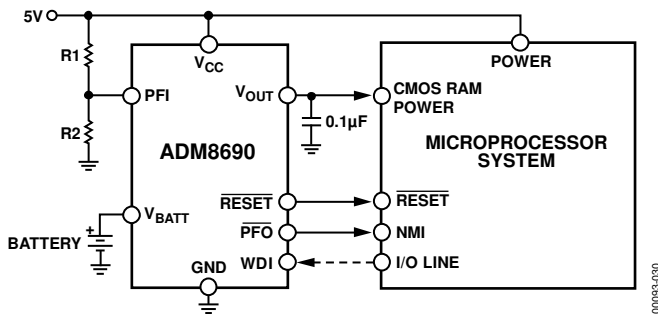 5V
R1
R2
VCC
PFI
VOUT
0.1µF
ADM8690
RESET
VBATT
PFO
BATTERY
+
GND
WDI
POWER
CMOS RAM
POWER
MICROPROCESSOR
SYSTEM
RESET
NMI
I/O LINE
00093-030